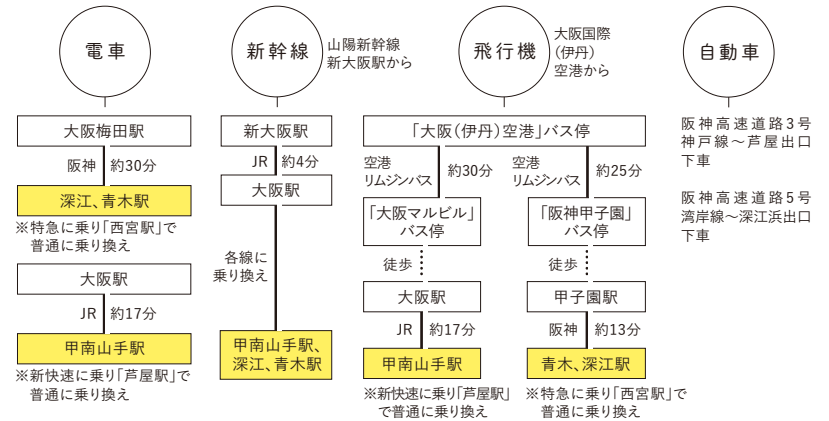 電車
大阪梅田駅
阪神 約30分
深江、青木駅
※特急に乗り「西宮駅」で
普通に乗り換え
大阪駅
JR 約17分
甲南山手駅
※新快速に乗り「芦屋駅」で
普通に乗り換え
新幹線
山陽新幹線
新大阪駅から
新大阪駅
JR 約4分
大阪駅
各線に
乗り換え
甲南山手駅、
深江、青木駅
飛行機
大阪国際
(伊丹)
空港から
「大阪(伊丹)空港」バス停
空港
リムジンバス
約30分
「大阪マルビル」
バス停
徒歩
大阪駅
JR 約17分
甲南山手駅
※新快速に乗り「芦屋駅」
で普通に乗り換え
空港
リムジンバス
約25分
「阪神甲子園」
バス停
徒歩
甲子園駅
阪神 約13分
青木、深江駅
※特急に乗り「西宮駅」で
普通に乗り換え
自動車
阪神高速道路3号
神戸線〜芦屋出口
下車
阪神高速道路5号
湾岸線〜深江浜出口
下車